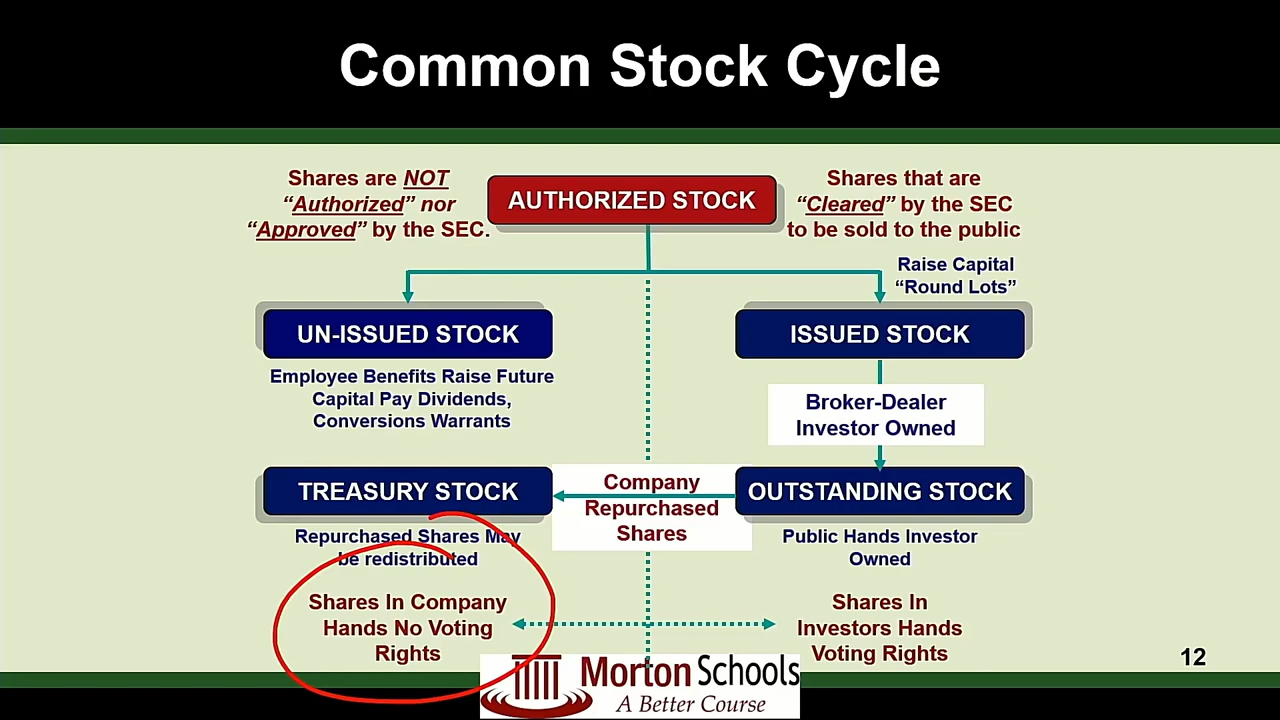 Common Stock Cycle
Shares are NOT
“Authorized” nor
“Approved” by the SEC.
AUTHORIZED STOCK
Shares that are
“Cleared” by the SEC
to be sold to the public
Raise Capital
“Round Lots”
UN-ISSUED STOCK
ISSUED STOCK
Employee Benefits Raise Future
Capital Pay Dividends,
Conversions Warrants
Broker-Dealer
Investor Owned
TREASURY STOCK
Company
Repurchased
Shares
OUTSTANDING STOCK
Repurchased Shares May
be redistributed
Public Hands Investor
Owned
Shares In Company
Hands No Voting
Rights
Shares In
Investors Hands
Voting Rights
12
Morton Schools
A Better Course